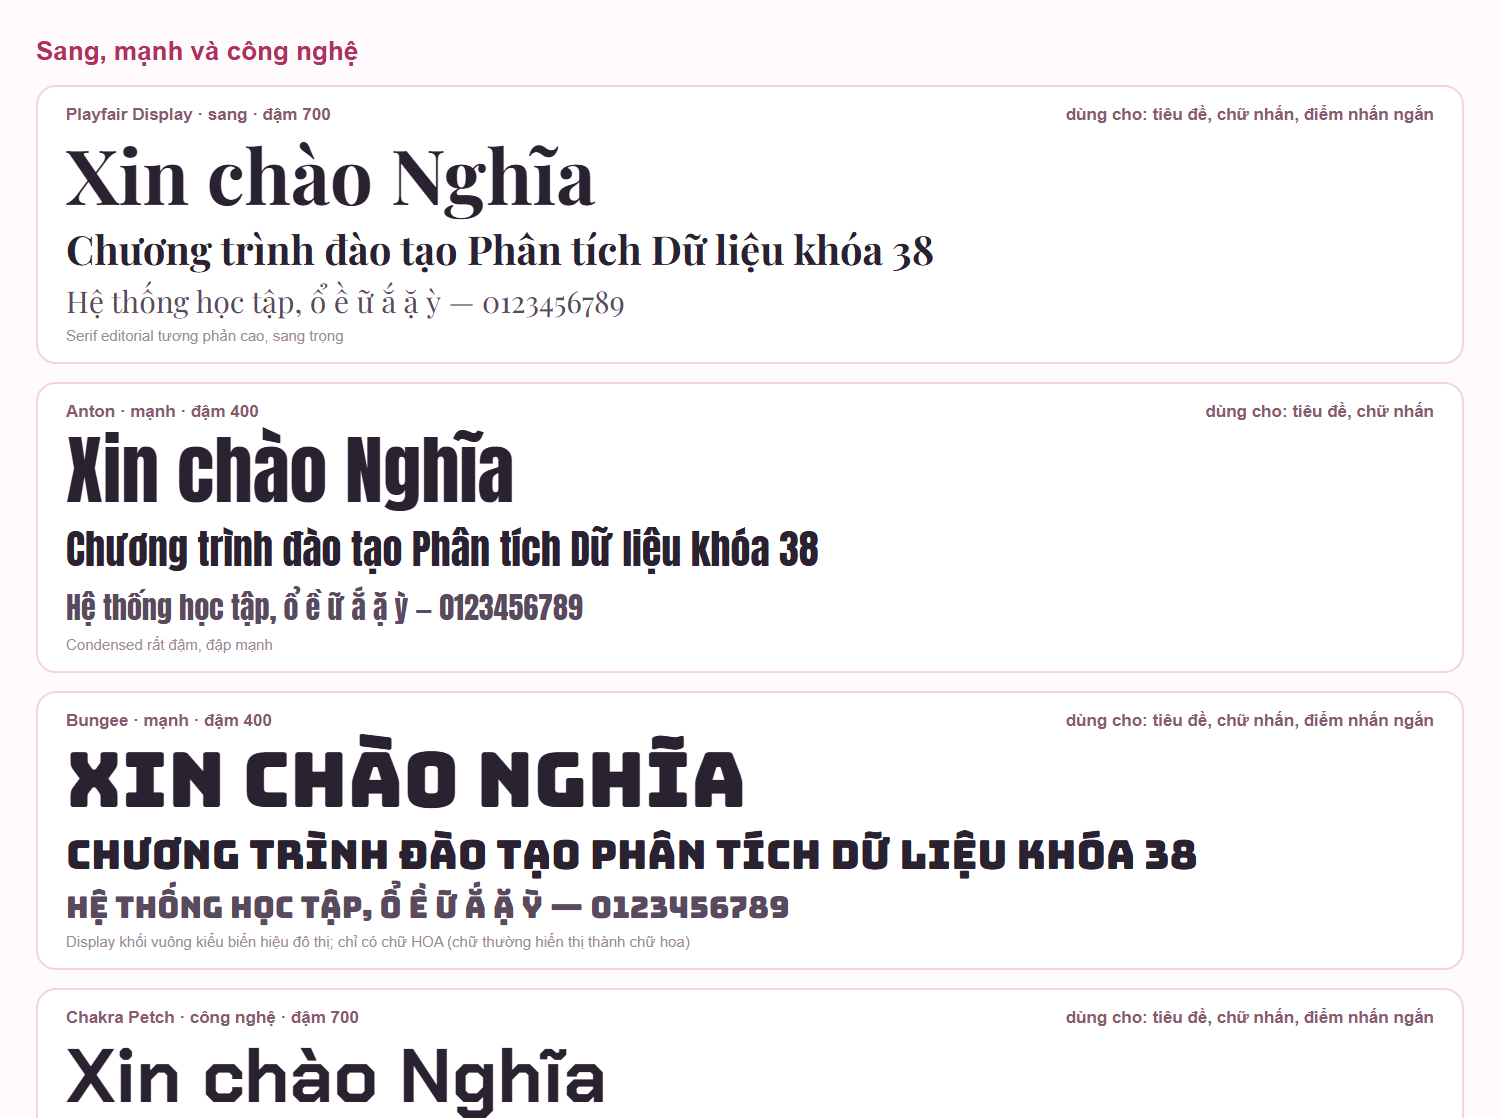 Sang, mạnh và công nghệ
Playfair Display · sang · đậm 700
dùng cho: tiêu đề, chữ nhấn, điểm nhấn ngắn
Xin chào Nghĩa
Chương trình đào tạo Phân tích Dữ liệu khóa 38
Hệ thống học tập, ổ ề ữ ắ ặ ỳ — 0123456789
Serif editorial tương phản cao, sang trọng
Anton · mạnh · đậm 400
dùng cho: tiêu đề, chữ nhấn
Xin chào Nghĩa
Chương trình đào tạo Phân tích Dữ liệu khóa 38
Hệ thống học tập, ổ ề ữ ắ ặ ỳ — 0123456789
Condensed rất đậm, đập mạnh
Bungee · mạnh · đậm 400
dùng cho: tiêu đề, chữ nhấn, điểm nhấn ngắn
XIN CHÀO NGHĨA
CHƯƠNG TRÌNH ĐÀO TẠO PHÂN TÍCH DỮ LIỆU KHÓA 38
HỆ THỐNG HỌC TẬP, Ổ Ề Ữ Ắ Ặ Ỳ — 0123456789
Display khối vuông kiểu biển hiệu đô thị; chỉ có chữ HOA (chữ thường hiển thị thành chữ hoa)
Chakra Petch · công nghệ · đậm 700
dùng cho: tiêu đề, chữ nhấn, điểm nhấn ngắn
Xin chào Nghĩa